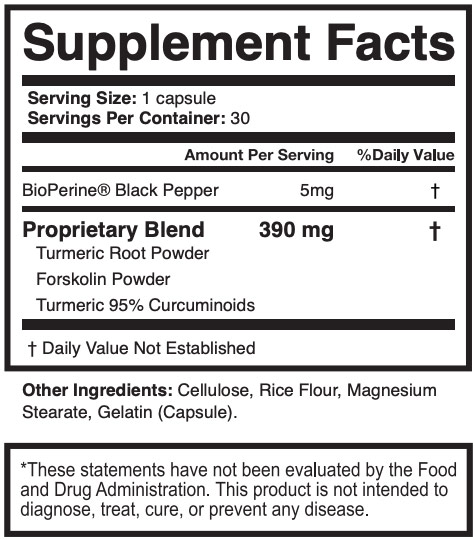 Supplement Facts
Serving Size: 1 capsule
Servings Per Container: 30
Amount Per Serving %Daily Value
BioPerine® Black Pepper 5mg †
Proprietary Blend 390 mg †
Turmeric Root Powder
Forskolin Powder
Turmeric 95% Curcuminoids
† Daily Value Not Established
Other Ingredients: Cellulose, Rice Flour, Magnesium
Stearate, Gelatin (Capsule).
*These statements have not been evaluated by the Food
and Drug Administration. This product is not intended to
diagnose, treat, cure, or prevent any disease.